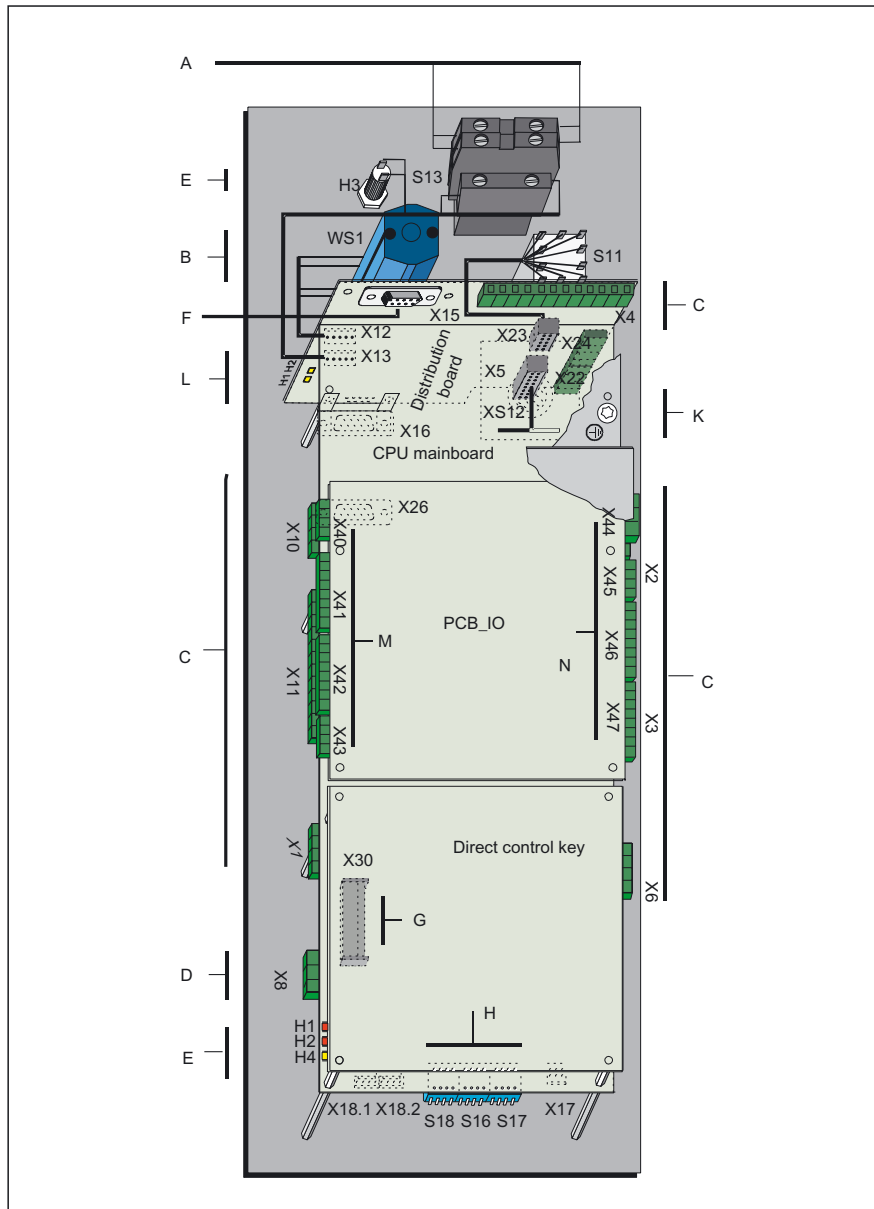 A
E
H3
S13
B
WS1
S11
C
F
X15
X4
X12
X23
X24
H1 H2
X13
L
Distribution
board
X5
X22
XS12
K
X16
CPU mainboard
X26
X10
X40
X44
X2
X45
X41
PCB_IO
M
X46
N
C
C
X11
X42
X47
X3
X43
X1
Direct control key
X30
X6
G
D
X8
H
H1
H2
E
H4
X18.1
X18.2
X17
S18
S16
S17